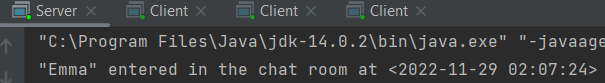 Server Client Client Client
"C:\Program Files\Java\jdk-14.0.2\bin\java.exe" "-javaage
"Emma" entered in the chat room at <2022-11-29 02:07:24>